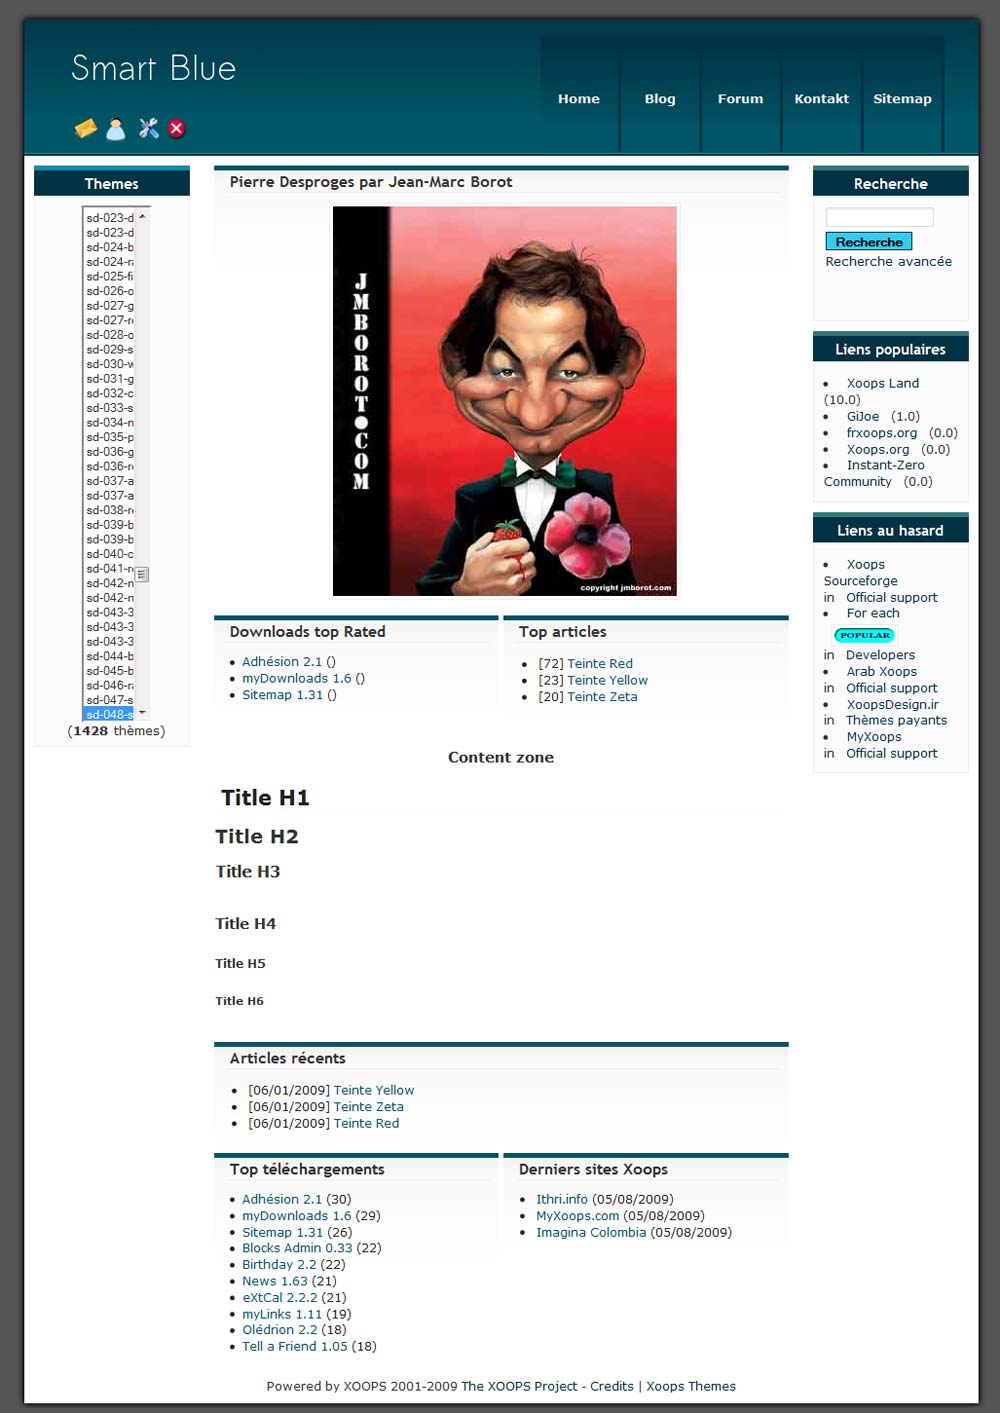 Smart Blue
Home
Blog
Forum
Kontakt
Sitemap
Themes
sd-023-d
sd-023-d
sd-024-b
sd-024-r
sd-025-fi
sd-026-o
sd-027-g
sd-027-r
sd-028-o
sd-029-s
sd-030-w
sd-031-g
sd-032-c
sd-033-s
sd-034-n
sd-035-p
sd-036-g
sd-036-r
sd-037-a
sd-037-a
sd-038-r
sd-039-b
sd-039-b
sd-040-c
sd-041-r
sd-042-n
sd-042-n
sd-043-3
sd-043-3
sd-043-3
sd-044-b
sd-045-b
sd-046-r
sd-047-s
sd-048-s
(1428 thèmes)
Pierre Desproges par Jean-Marc Borot
JMBOROT•COM
copyright jmborot.com
Downloads top Rated
• Adhésion 2.1 ()
• myDownloads 1.6 ()
• Sitemap 1.31 ()
Top articles
• [72] Teinte Red
• [23] Teinte Yellow
• [20] Teinte Zeta
Content zone
Title H1
Title H2
Title H3
Title H4
Title H5
Title H6
Articles récents
• [06/01/2009] Teinte Yellow
• [06/01/2009] Teinte Zeta
• [06/01/2009] Teinte Red
Top téléchargements
• Adhésion 2.1 (30)
• myDownloads 1.6 (29)
• Sitemap 1.31 (26)
• Blocks Admin 0.33 (22)
• Birthday 2.2 (22)
• News 1.63 (21)
• eXtCal 2.2.2 (21)
• myLinks 1.11 (19)
• Olédrion 2.2 (18)
• Tell a Friend 1.05 (18)
Derniers sites Xoops
• Ithri.info (05/08/2009)
• MyXoops.com (05/08/2009)
• Imagina Colombia (05/08/2009)
Recherche
Recherche
Recherche avancée
Liens populaires
• Xoops Land
(10.0)
• GiJoe (1.0)
• frxoops.org (0.0)
• Xoops.org (0.0)
• Instant-Zero
Community (0.0)
Liens au hasard
• Xoops
Sourceforge
in Official support
• For each
POPULAR
in Developers
• Arab Xoops
in Official support
• XoopsDesign.ir
in Thèmes payants
• MyXoops
in Official support
Powered by XOOPS 2001-2009 The XOOPS Project - Credits | Xoops Themes